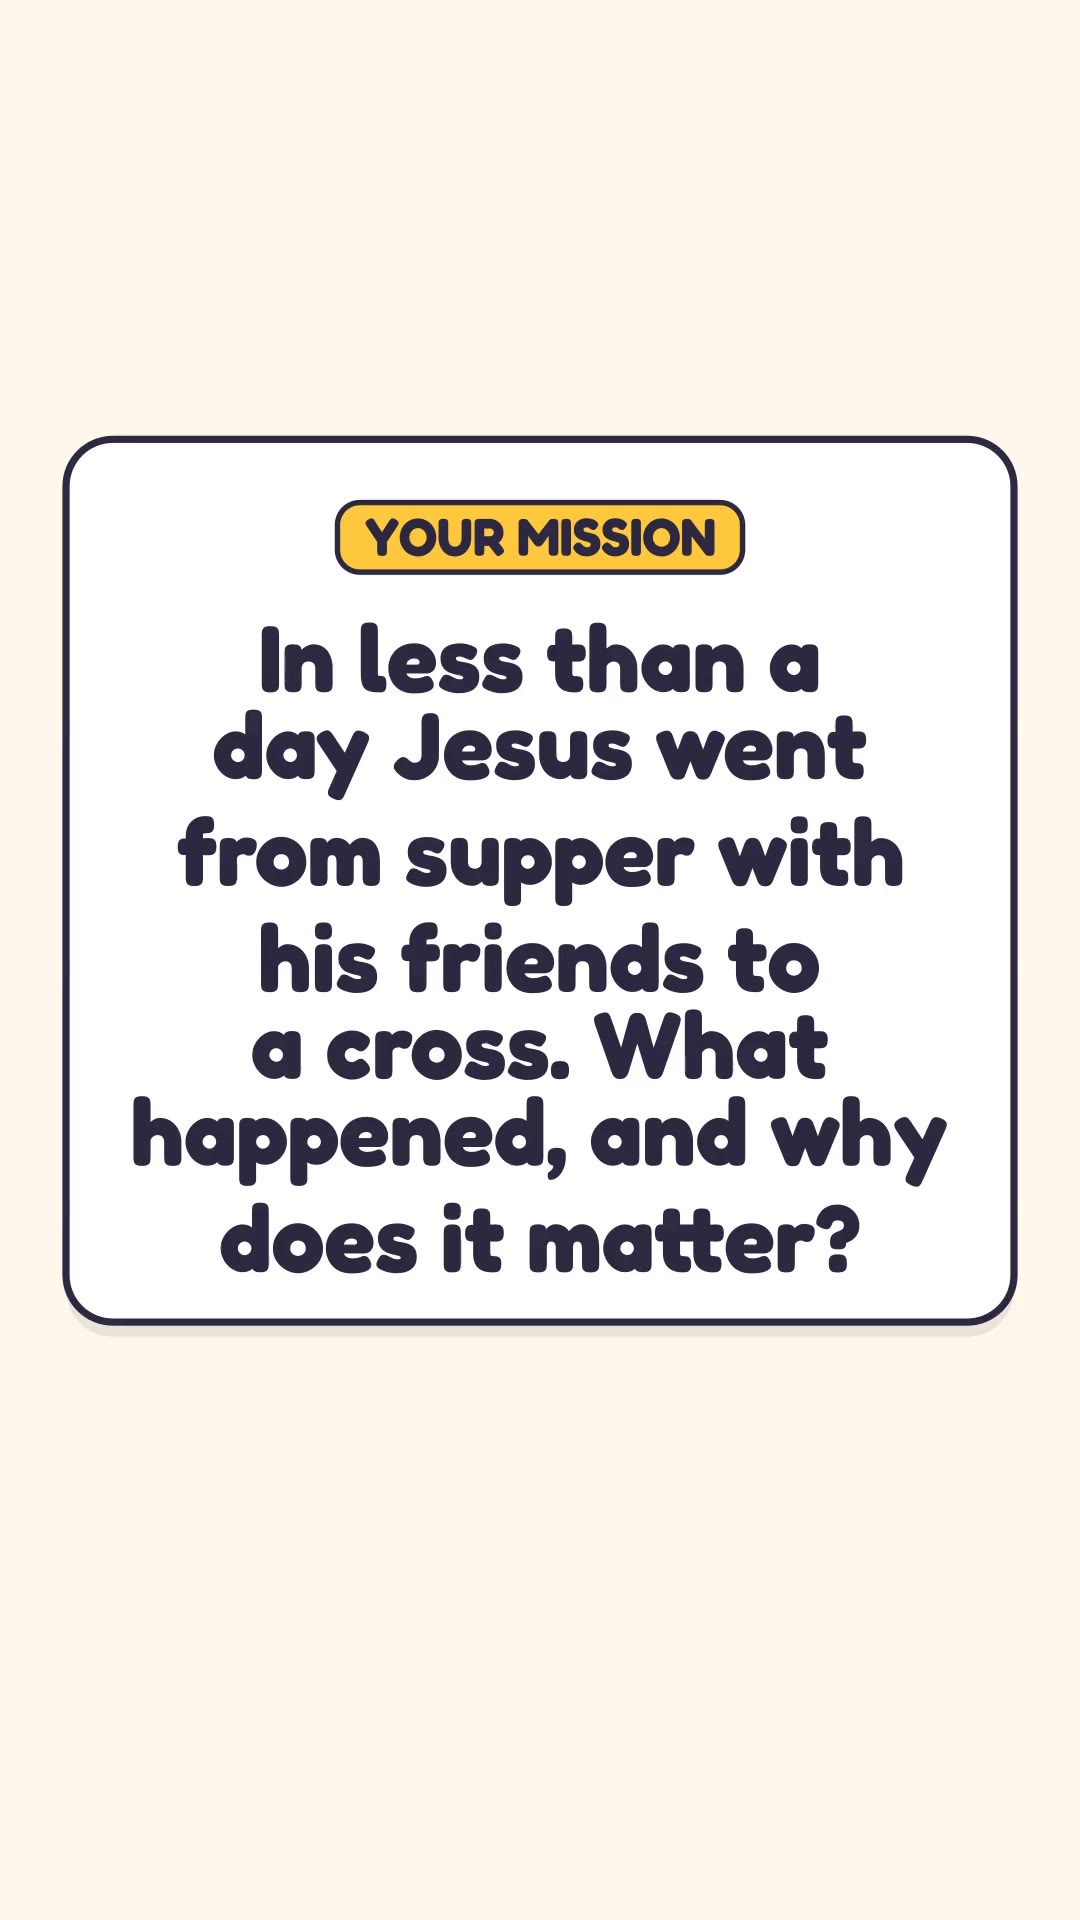 YOUR MISSION
In less than a
day Jesus went
from supper with
his friends to
a cross. What
happened, and why
does it matter?